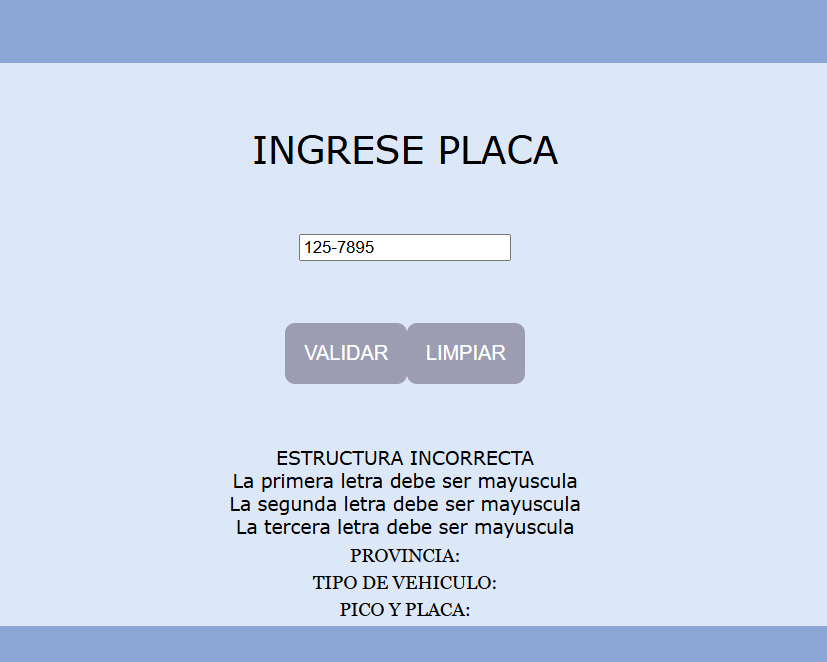 INGRESE PLACA
125-7895
VALIDAR LIMPIAR
ESTRUCTURA INCORRECTA
La primera letra debe ser mayuscula
La segunda letra debe ser mayuscula
La tercera letra debe ser mayuscula
PROVINCIA:
TIPO DE VEHICULO:
PICO Y PLACA: